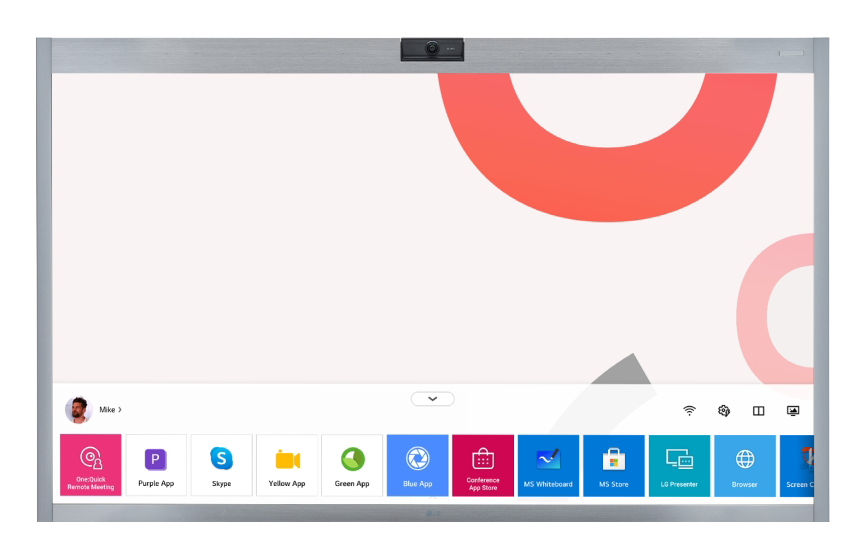 Mike
One:Quick
Remote Meeting
P
Purple App
S
Skype
Yellow App
Green App
Blue App
Conference
App Store
MS Whiteboard
MS Store
LG Presenter
Browser
Screen C
LG